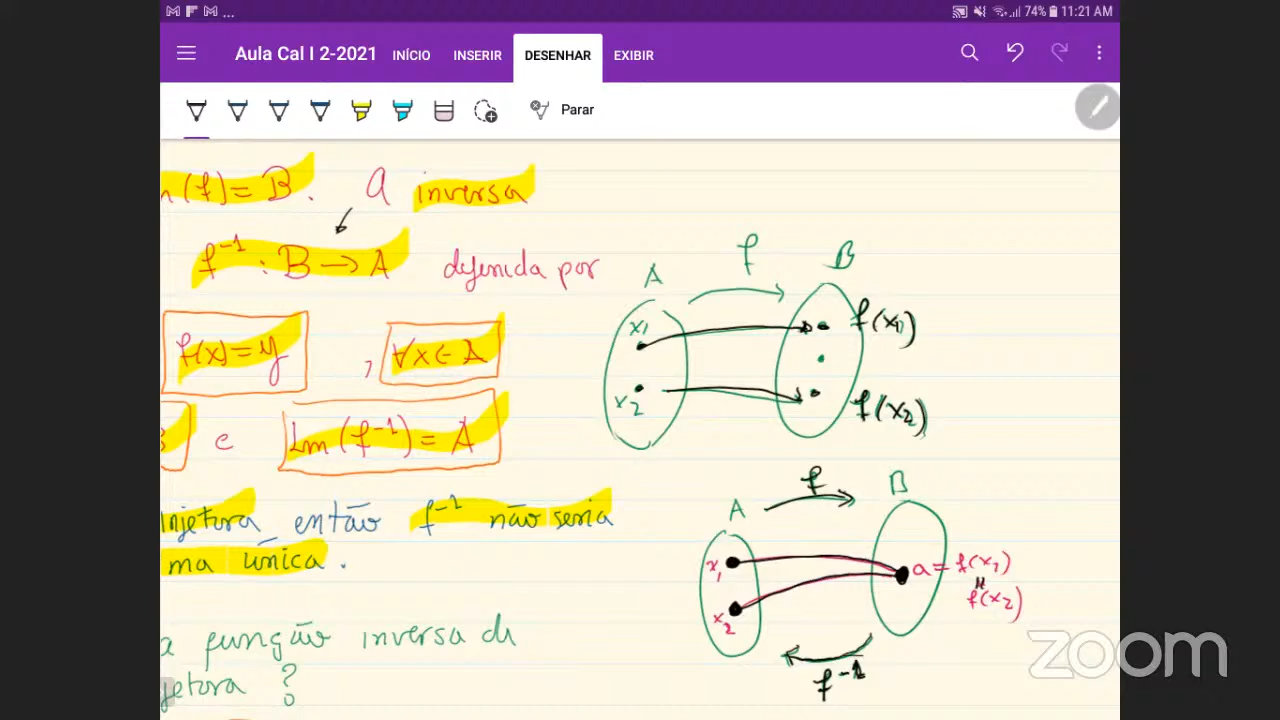 74% 11:21 AM
Aula Cal I 2-2021 INÍCIO INSERIR DESENHAR EXIBIR
Parar
(f) = B. A inversa
f⁻¹ : B → A definida por
f(x) = y , ∀x ∈ A
e Im (f⁻¹) = A
injetora então f⁻¹ não seria
ma única.
a função inversa de
jetora ?
f
A B
x1 f(x1)
x2 f(x2)
f
A B
x1 a = f(x1)
"
x2 f(x2)
f⁻¹
zoom